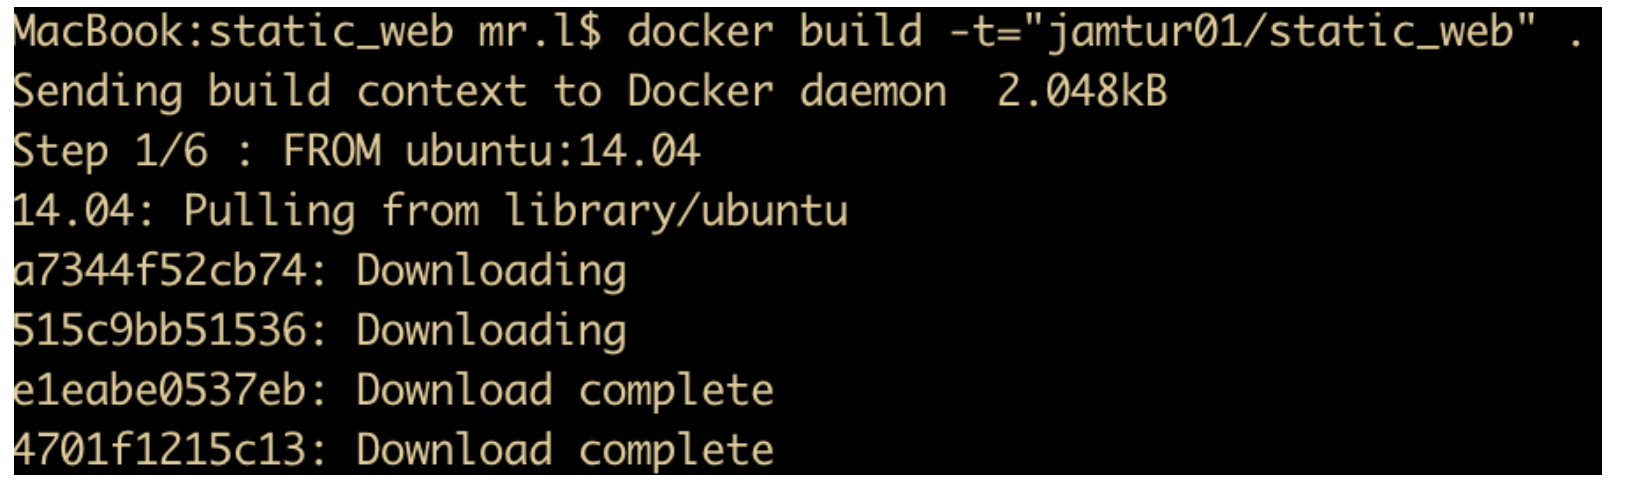 MacBook:static_web mr.l$ docker build -t="jamtur01/static_web" .
Sending build context to Docker daemon  2.048kB
Step 1/6 : FROM ubuntu:14.04
14.04: Pulling from library/ubuntu
a7344f52cb74: Downloading
515c9bb51536: Downloading
e1eabe0537eb: Download complete
4701f1215c13: Download complete